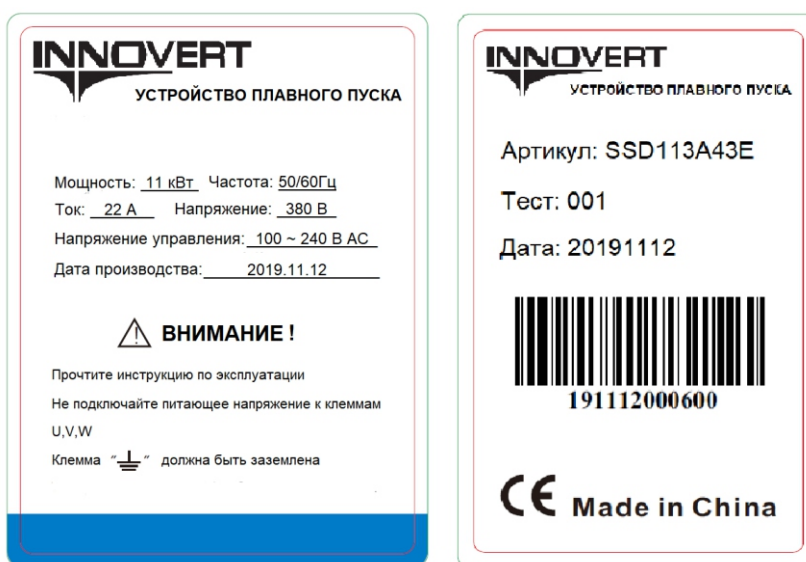 INNOVERT
УСТРОЙСТВО ПЛАВНОГО ПУСКА
Мощность: 11 кВт Частота: 50/60Гц
Ток: 22 А Напряжение: 380 В
Напряжение управления: 100 ~ 240 В АС
Дата производства: 2019.11.12
ВНИМАНИЕ !
Прочтите инструкцию по эксплуатации
Не подключайте питающее напряжение к клеммам
U,V,W
Клемма “⏚” должна быть заземлена
INNOVERT
УСТРОЙСТВО ПЛАВНОГО ПУСКА
Артикул: SSD113A43E
Тест: 001
Дата: 20191112
191112000600
CE Made in China